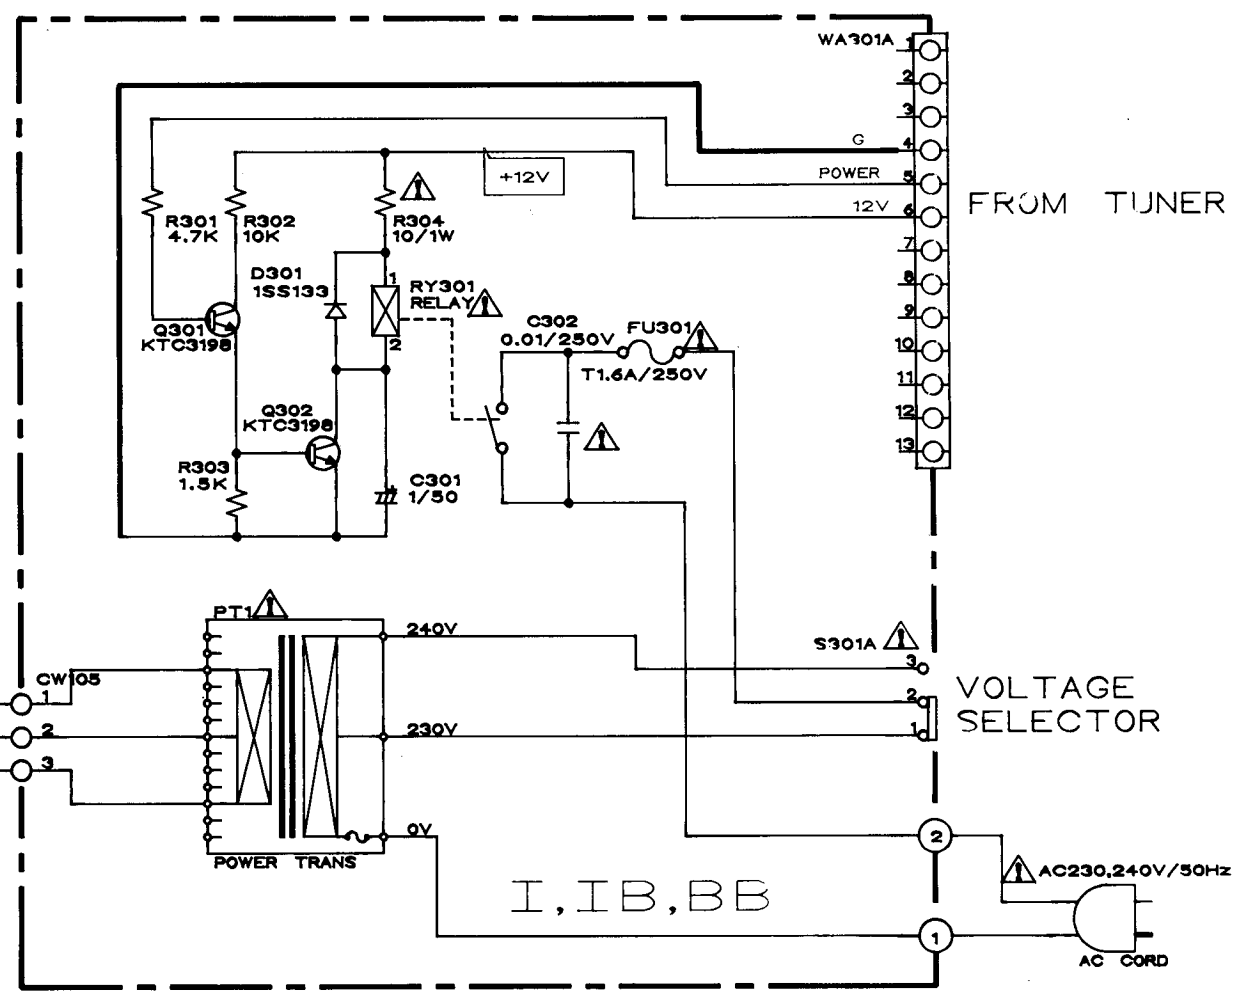 WA301A 1
2
3
G 4
POWER 5
12V 6
7
8
9
10
11
12
13
FROM TUNER
+12V
R301
4.7K
R302
10K
R304
10/1W
D301
1SS133
1
RY301
RELAY
2
Q301
KTC3198
C302
0.01/250V
FU301
T1.6A/250V
Q302
KTC3198
R303
1.5K
C301
1/50
PT1
240V
S301A
3
CW105
1
2
3
230V
2
1
VOLTAGE
SELECTOR
0V
POWER TRANS
2
AC230,240V/50Hz
I,IB,BB
1
AC CORD